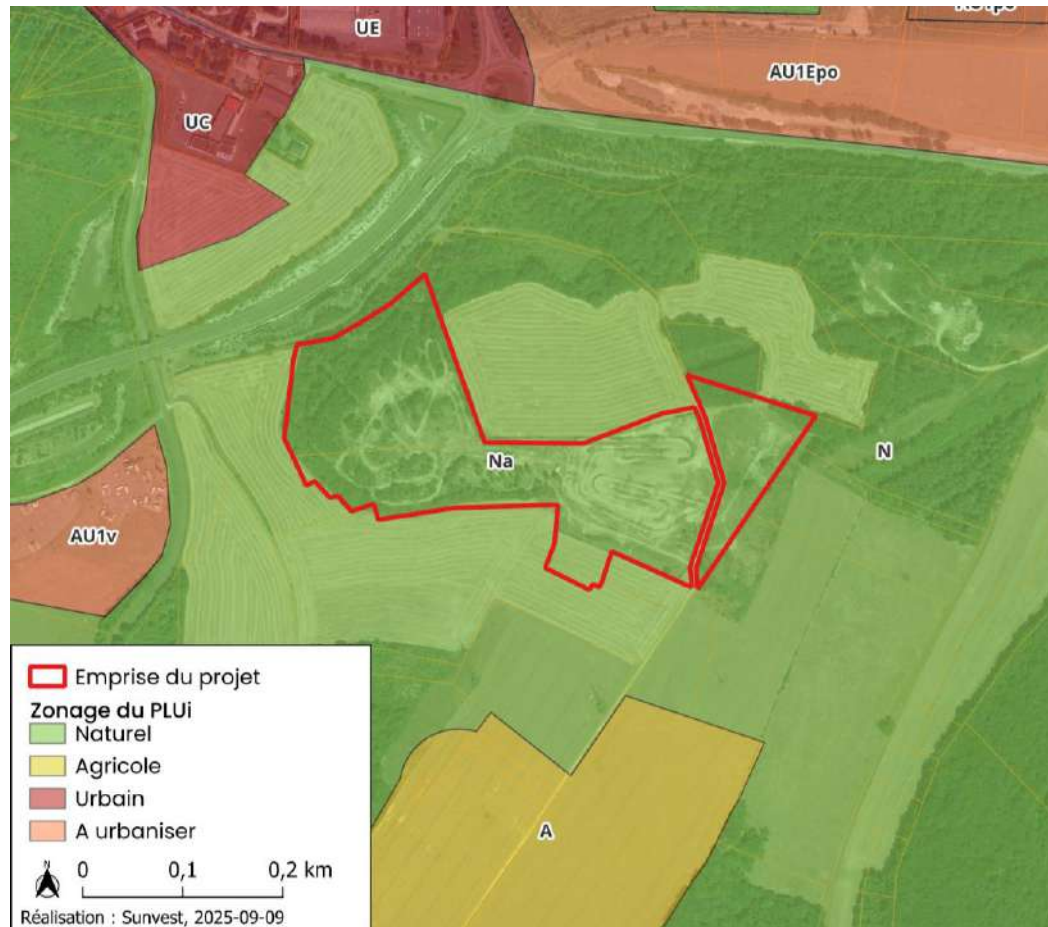 UE
AU1Epo
UC
Na
N
AU1v
A
Emprise du projet
Zonage du PLUi
Naturel
Agricole
Urbain
A urbaniser
N
0 0,1 0,2 km
Réalisation : Sunvest, 2025-09-09